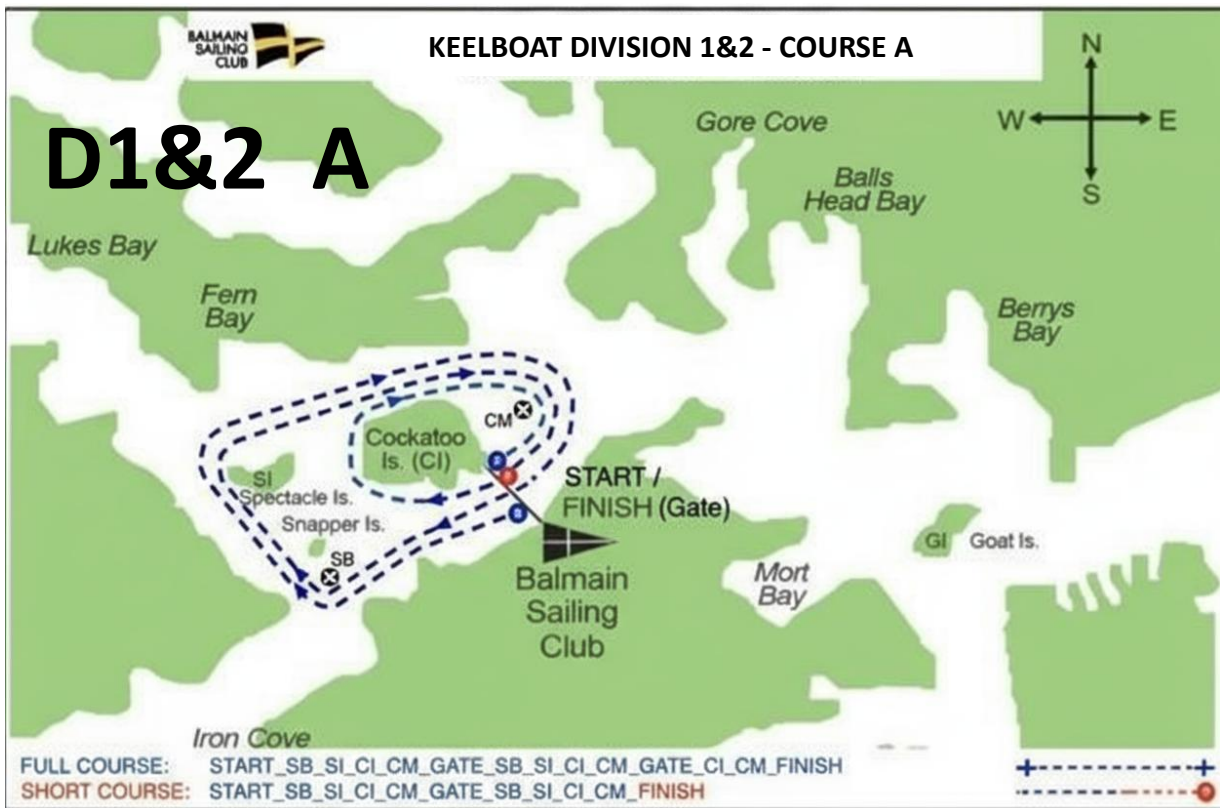 BALMAIN
SAILING
CLUB
KEELBOAT DIVISION 1&2 - COURSE A
N
W E
S
D1&2 A
Gore Cove
Balls
Head Bay
Lukes Bay
Fern
Bay
Berrys
Bay
CM
Cockatoo
Is. (CI)
SI
Spectacle Is.
Snapper Is.
SB
START /
FINISH (Gate)
GI Goat Is.
Balmain
Sailing
Club
Mort
Bay
Iron Cove
FULL COURSE: START_SB_SI_CI_CM_GATE_SB_SI_CI_CM_GATE_CI_CM_FINISH
SHORT COURSE: START_SB_SI_CI_CM_GATE_SB_SI_CI_CM_FINISH